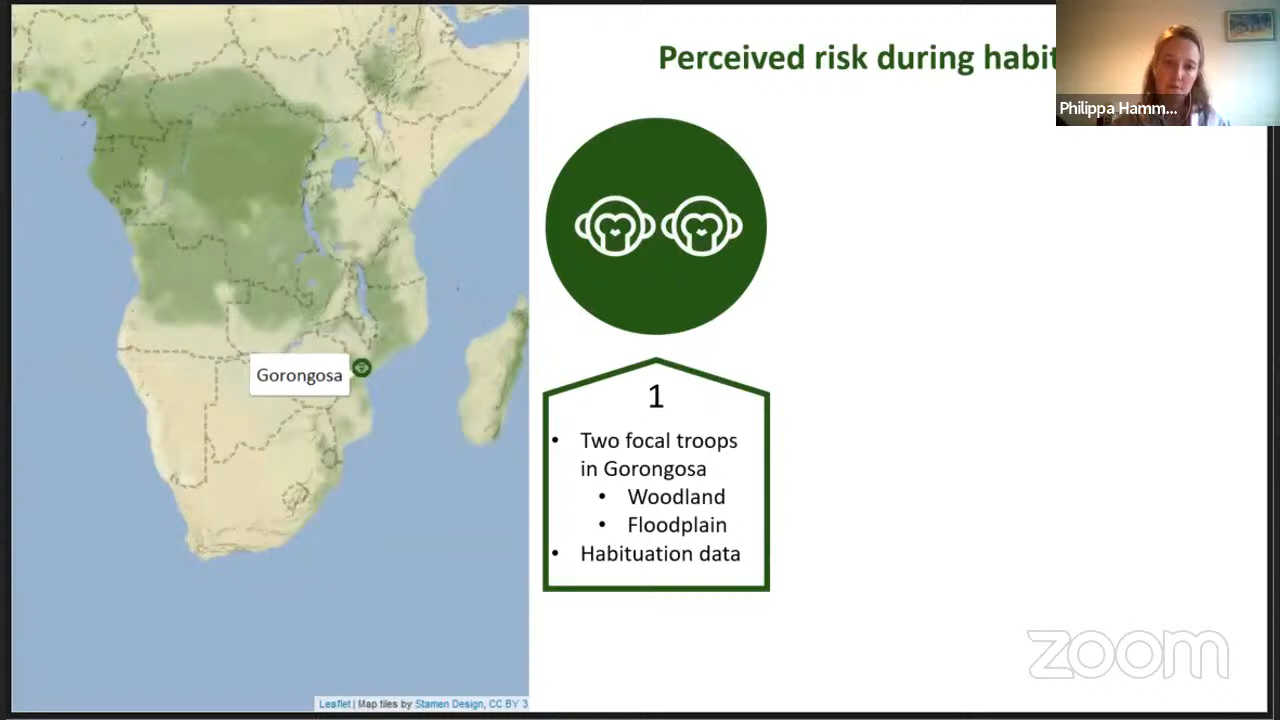 Perceived risk during habit
Philippa Hamm...
Gorongosa
1
• Two focal troops
in Gorongosa
• Woodland
• Floodplain
• Habituation data
Leaflet | Map tiles by Stamen Design, CC BY 3
zoom